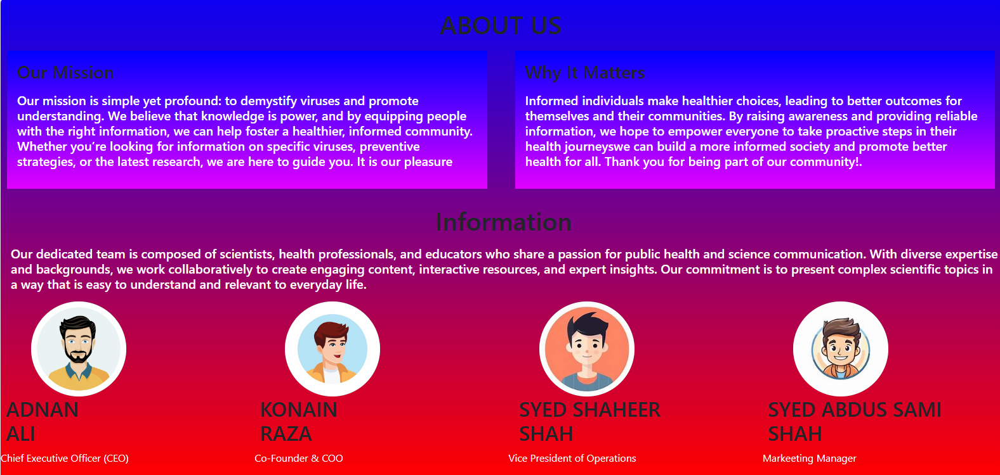 ABOUT US
Our Mission
Our mission is simple yet profound: to demystify viruses and promote
understanding. We believe that knowledge is power, and by equipping people
with the right information, we can help foster a healthier, informed community.
Whether you’re looking for information on specific viruses, preventive
strategies, or the latest research, we are here to guide you. It is our pleasure
Why It Matters
Informed individuals make healthier choices, leading to better outcomes for
themselves and their communities. By raising awareness and providing reliable
information, we hope to empower everyone to take proactive steps in their
health journeyswe can build a more informed society and promote better
health for all. Thank you for being part of our community!.
Information
Our dedicated team is composed of scientists, health professionals, and educators who share a passion for public health and science communication. With diverse expertise
and backgrounds, we work collaboratively to create engaging content, interactive resources, and expert insights. Our commitment is to present complex scientific topics in
a way that is easy to understand and relevant to everyday life.
ADNAN
ALI
Chief Executive Officer (CEO)
KONAIN
RAZA
Co-Founder & COO
SYED SHAHEER
SHAH
Vice President of Operations
SYED ABDUS SAMI
SHAH
Markeeting Manager